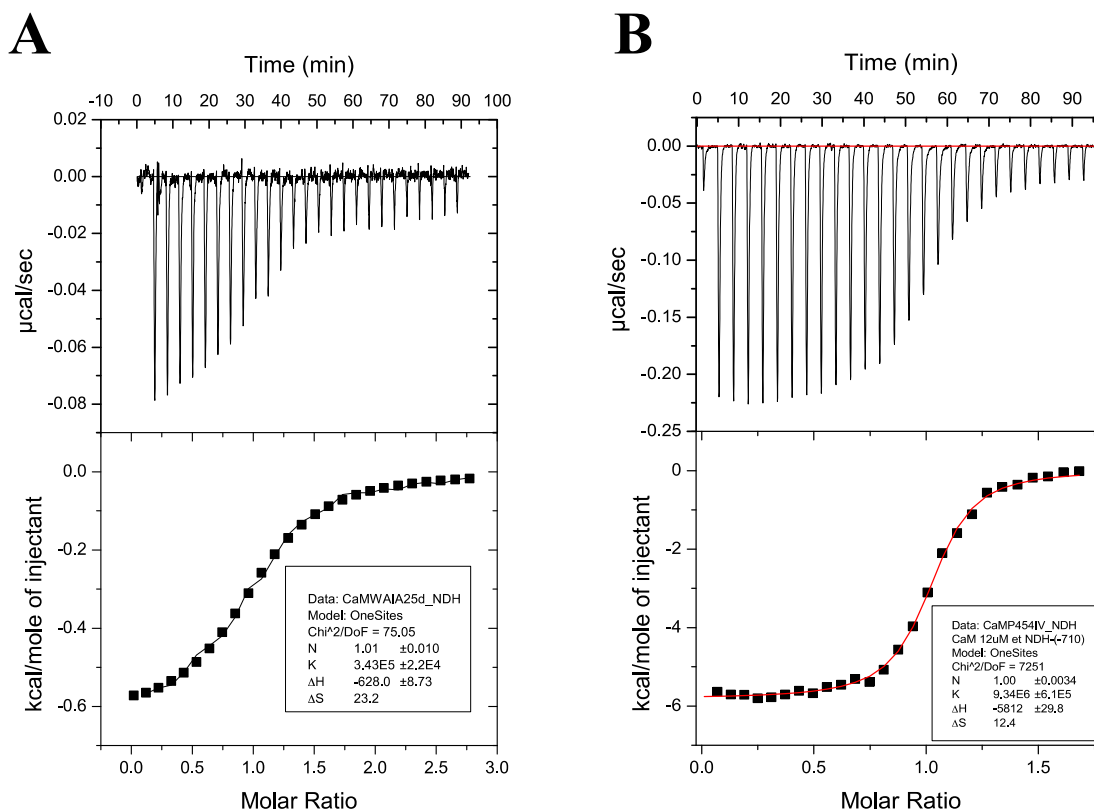 A
Time (min)
-10 0 10 20 30 40 50 60 70 80 90 100
0.02
0.00
-0.02
-0.04
-0.06
-0.08
µcal/sec
0.0
-0.2
-0.4
-0.6
kcal/mole of injectant
Data: CaMWAIA25d_NDH
Model: OneSites
Chi^2/DoF = 75.05
N 1.01 ±0.010
K 3.43E5 ±2.2E4
ΔH -628.0 ±8.73
ΔS 23.2
0.0 0.5 1.0 1.5 2.0 2.5 3.0
Molar Ratio
B
Time (min)
0 10 20 30 40 50 60 70 80 90
0.00
-0.05
-0.10
-0.15
-0.20
-0.25
µcal/sec
0
-2
-4
-6
kcal/mole of injectant
Data: CaMP454IV_NDH
CaM 12uM et NDH-(-710)
Model: OneSites
Chi^2/DoF = 7251
N 1.00 ±0.0034
K 9.34E6 ±6.1E5
ΔH -5812 ±29.8
ΔS 12.4
0.0 0.5 1.0 1.5
Molar Ratio